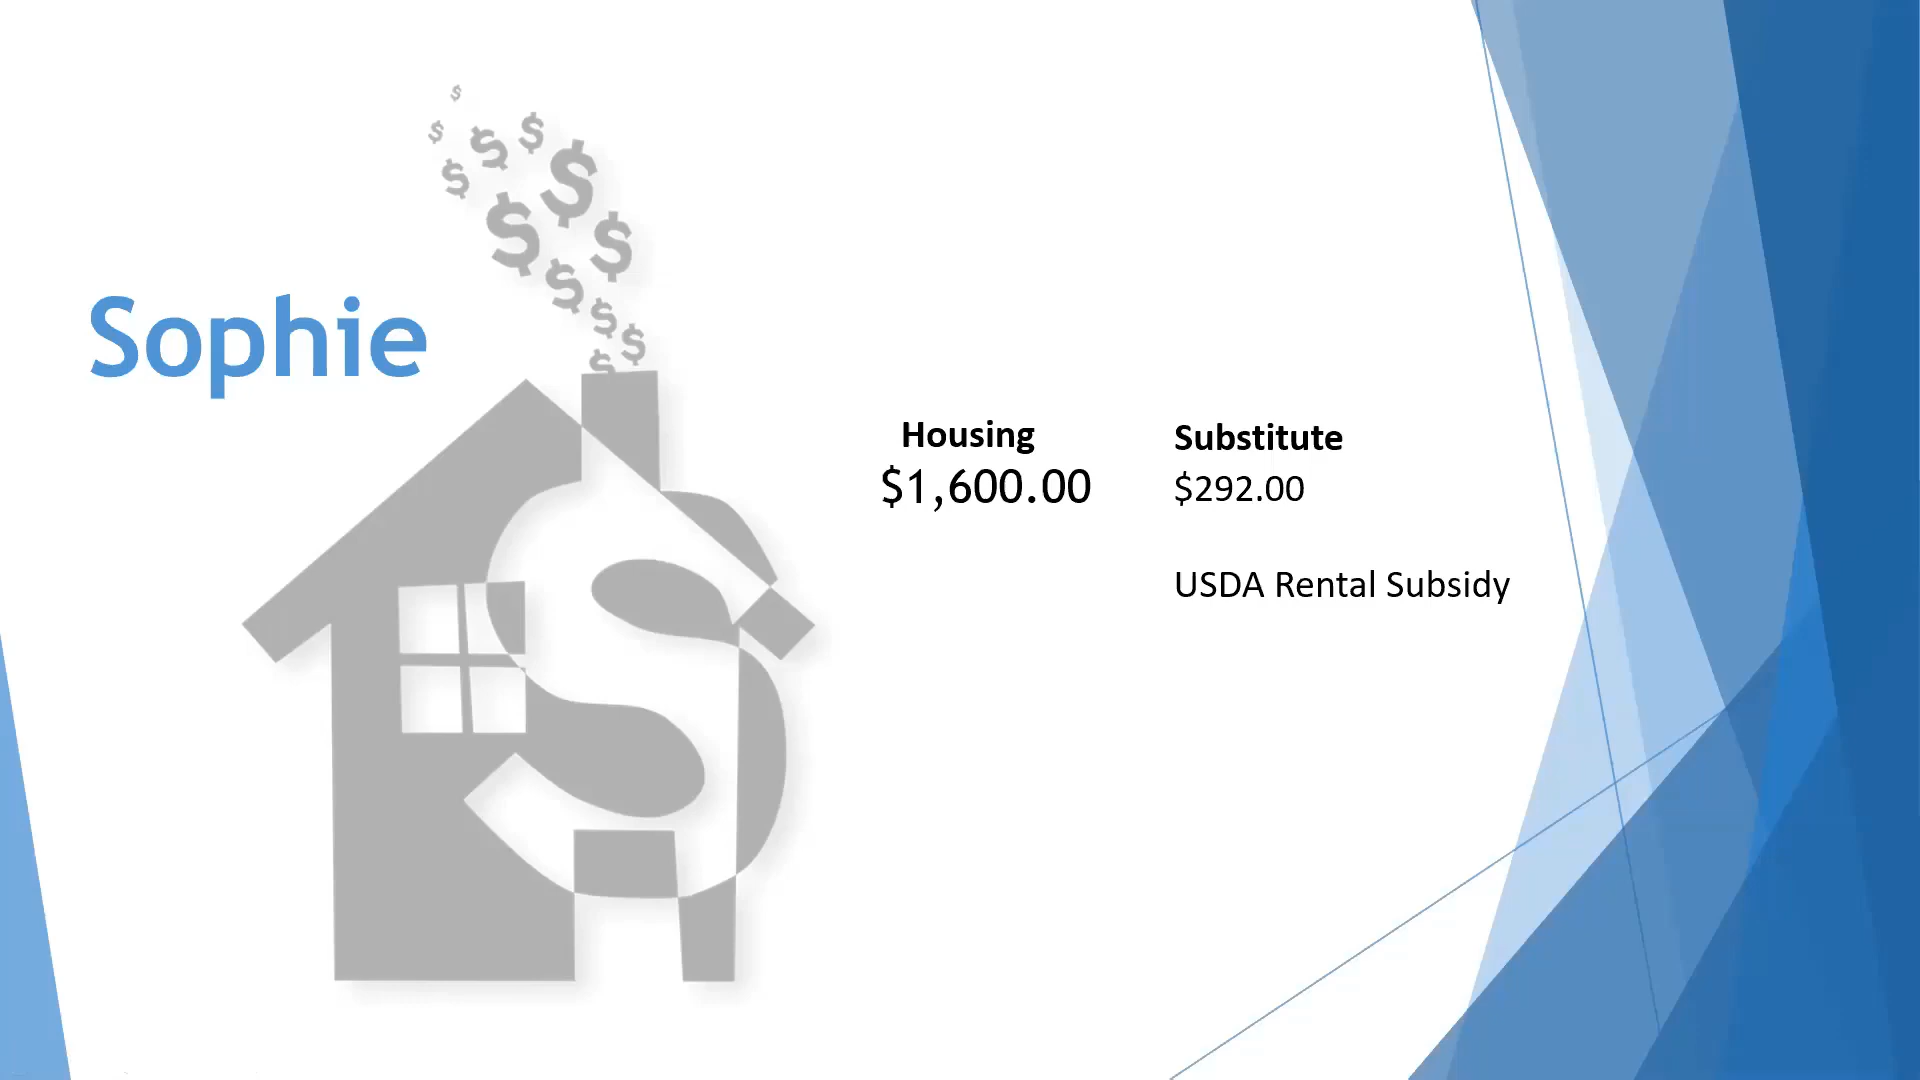 Sophie
Housing
$1,600.00
Substitute
$292.00
USDA Rental Subsidy